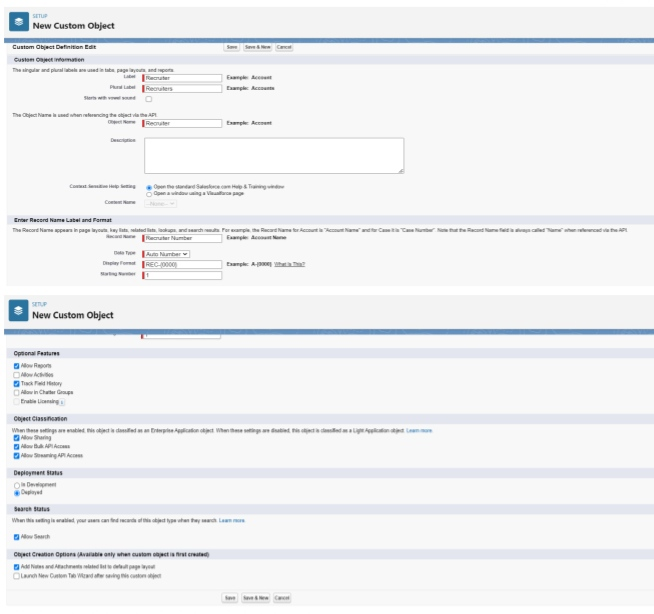 SETUP
New Custom Object
Custom Object Definition Edit Save Save & New Cancel
Custom Object Information
The singular and plural labels are used in tabs, page layouts, and reports.
Label Recruiter Example: Account
Plural Label Recruiters Example: Accounts
Starts with vowel sound
The Object Name is used when referencing the object via the API.
Object Name Recruiter Example: Account
Description
Context-Sensitive Help Setting Open the standard Salesforce.com Help & Training window
Open a window using a Visualforce page
Content Name --None--
Enter Record Name Label and Format
The Record Name appears in page layouts, key lists, related lists, lookups, and search results. For example, the Record Name for Account is "Account Name" and for Case it is "Case Number". Note that the Record Name field is always called "Name" when referenced via the API.
Record Name Recruiter Number Example: Account Name
Data Type Auto Number
Display Format REC-{0000} Example: A-{0000} What Is This?
Starting Number 1
SETUP
New Custom Object
Optional Features
Allow Reports
Allow Activities
Track Field History
Allow in Chatter Groups
Enable Licensing
Object Classification
When these settings are enabled, this object is classified as an Enterprise Application object. When these settings are disabled, this object is classified as a Light Application object. Learn more.
Allow Sharing
Allow Bulk API Access
Allow Streaming API Access
Deployment Status
In Development
Deployed
Search Status
When this setting is enabled, your users can find records of this object type when they search. Learn more.
Allow Search
Object Creation Options (Available only when custom object is first created)
Add Notes and Attachments related list to default page layout
Launch New Custom Tab Wizard after saving this custom object
Save Save & New Cancel